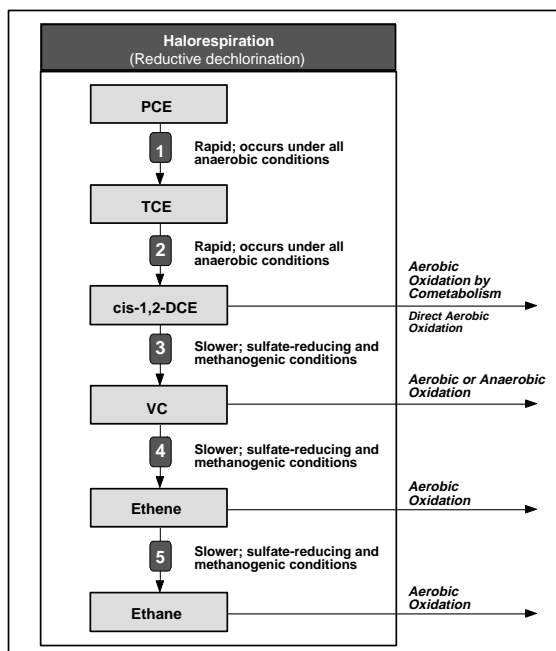 Halorespiration
(Reductive dechlorination)
PCE
1
Rapid; occurs under all
anaerobic conditions
TCE
2
Rapid; occurs under all
anaerobic conditions
Aerobic
Oxidation by
Cometabolism
cis-1,2-DCE
Direct Aerobic
Oxidation
3
Slower; sulfate-reducing and
methanogenic conditions
Aerobic or Anaerobic
Oxidation
VC
4
Slower; sulfate-reducing and
methanogenic conditions
Aerobic
Oxidation
Ethene
5
Slower; sulfate-reducing and
methanogenic conditions
Aerobic
Oxidation
Ethane